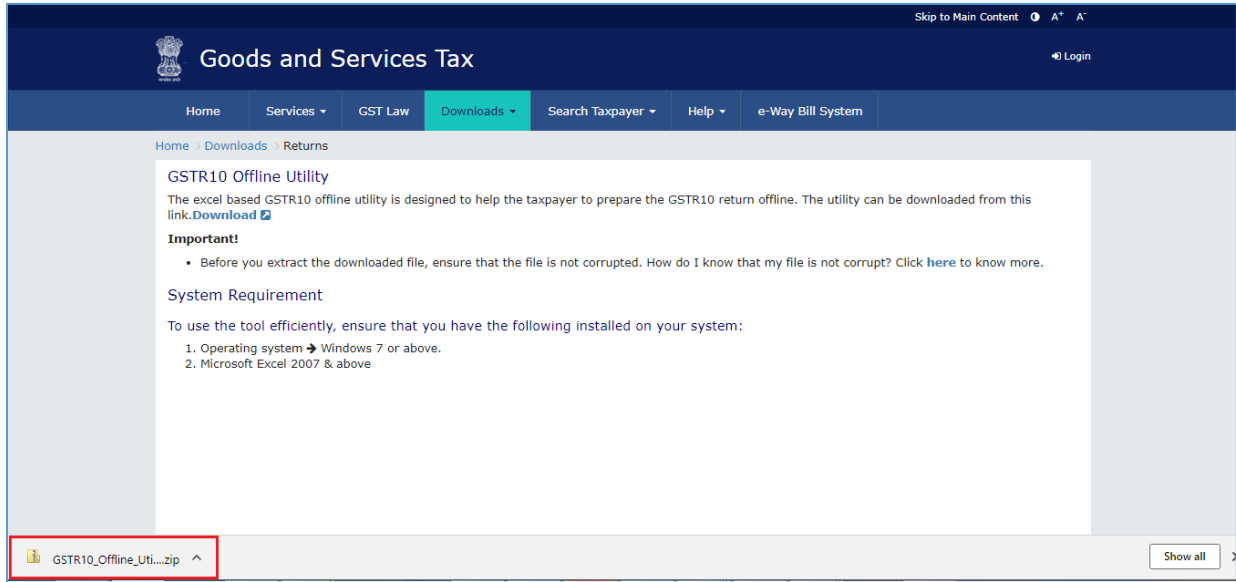 Skip to Main Content A+ A-
Goods and Services Tax
Login
Home Services GST Law Downloads Search Taxpayer Help e-Way Bill System
Home > Downloads > Returns
GSTR10 Offline Utility
The excel based GSTR10 offline utility is designed to help the taxpayer to prepare the GSTR10 return offline. The utility can be downloaded from this
link.Download
Important!
• Before you extract the downloaded file, ensure that the file is not corrupted. How do I know that my file is not corrupt? Click here to know more.
System Requirement
To use the tool efficiently, ensure that you have the following installed on your system:
1. Operating system → Windows 7 or above.
2. Microsoft Excel 2007 & above
GSTR10_Offline_Uti....zip
Show all